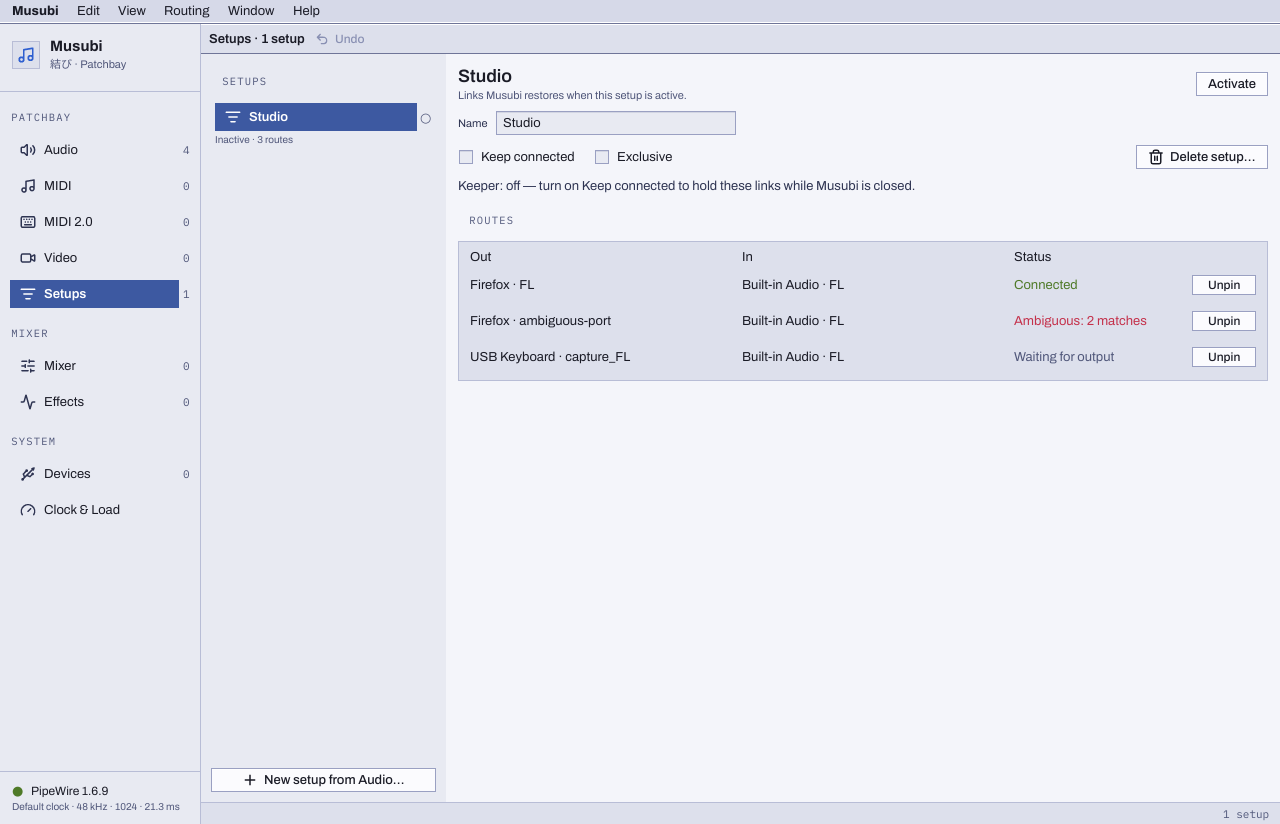 Musubi Edit View Routing Window Help
Musubi
結び · Patchbay
PATCHBAY
Audio 4
MIDI 0
MIDI 2.0 0
Video 0
Setups 1
MIXER
Mixer 0
Effects 0
SYSTEM
Devices 0
Clock & Load
PipeWire 1.6.9
Default clock · 48 kHz · 1024 · 21.3 ms
Setups · 1 setup Undo
SETUPS
Studio
Inactive · 3 routes
New setup from Audio...
Studio
Links Musubi restores when this setup is active.
Activate
Name Studio
Keep connected Exclusive Delete setup...
Keeper: off — turn on Keep connected to hold these links while Musubi is closed.
ROUTES
Out In Status
Firefox · FL Built-in Audio · FL Connected Unpin
Firefox · ambiguous-port Built-in Audio · FL Ambiguous: 2 matches Unpin
USB Keyboard · capture_FL Built-in Audio · FL Waiting for output Unpin
1 setup